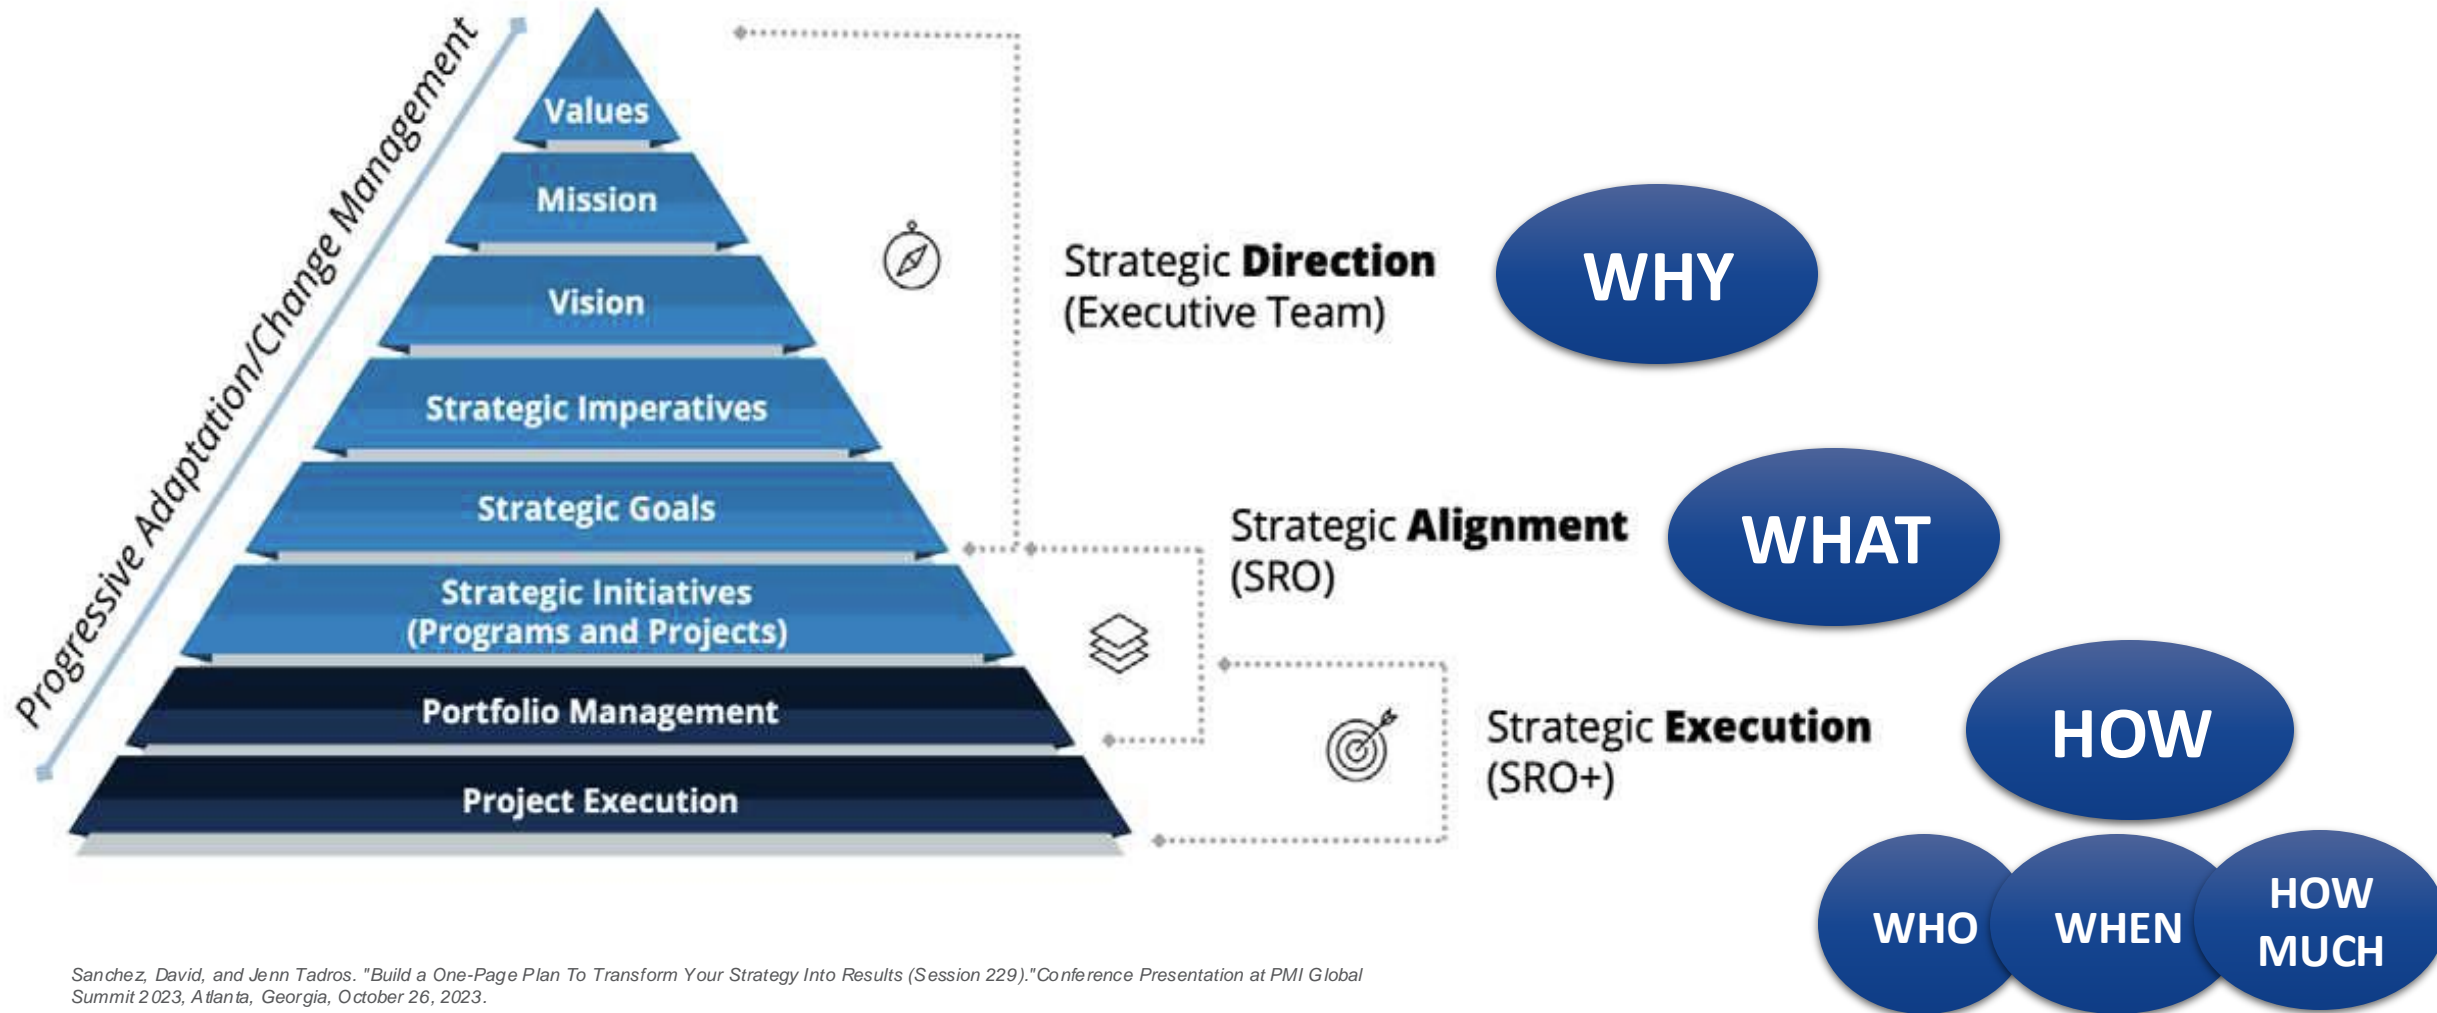 Progressive Adaptation/Change Management
Values
Mission
Vision
Strategic Imperatives
Strategic Goals
Strategic Initiatives
(Programs and Projects)
Portfolio Management
Project Execution
Strategic Direction
(Executive Team)
WHY
Strategic Alignment
(SRO)
WHAT
Strategic Execution
(SRO+)
HOW
WHO
WHEN
HOW
MUCH
Sanchez, David, and Jenn Tadros. "Build a One-Page Plan To Transform Your Strategy Into Results (Session 229)."Conference Presentation at PMI Global
Summit 2023, Atlanta, Georgia, October 26, 2023.